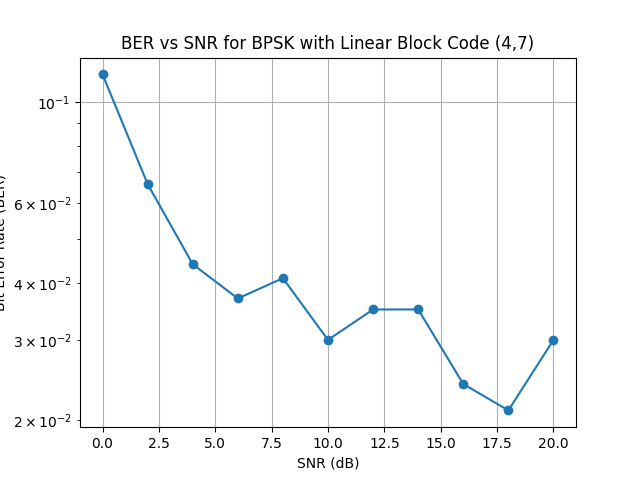 BER vs SNR for BPSK with Linear Block Code (4,7)
Bit Error Rate (BER)
10⁻¹
6 × 10⁻²
4 × 10⁻²
3 × 10⁻²
2 × 10⁻²
0.0 2.5 5.0 7.5 10.0 12.5 15.0 17.5 20.0
SNR (dB)